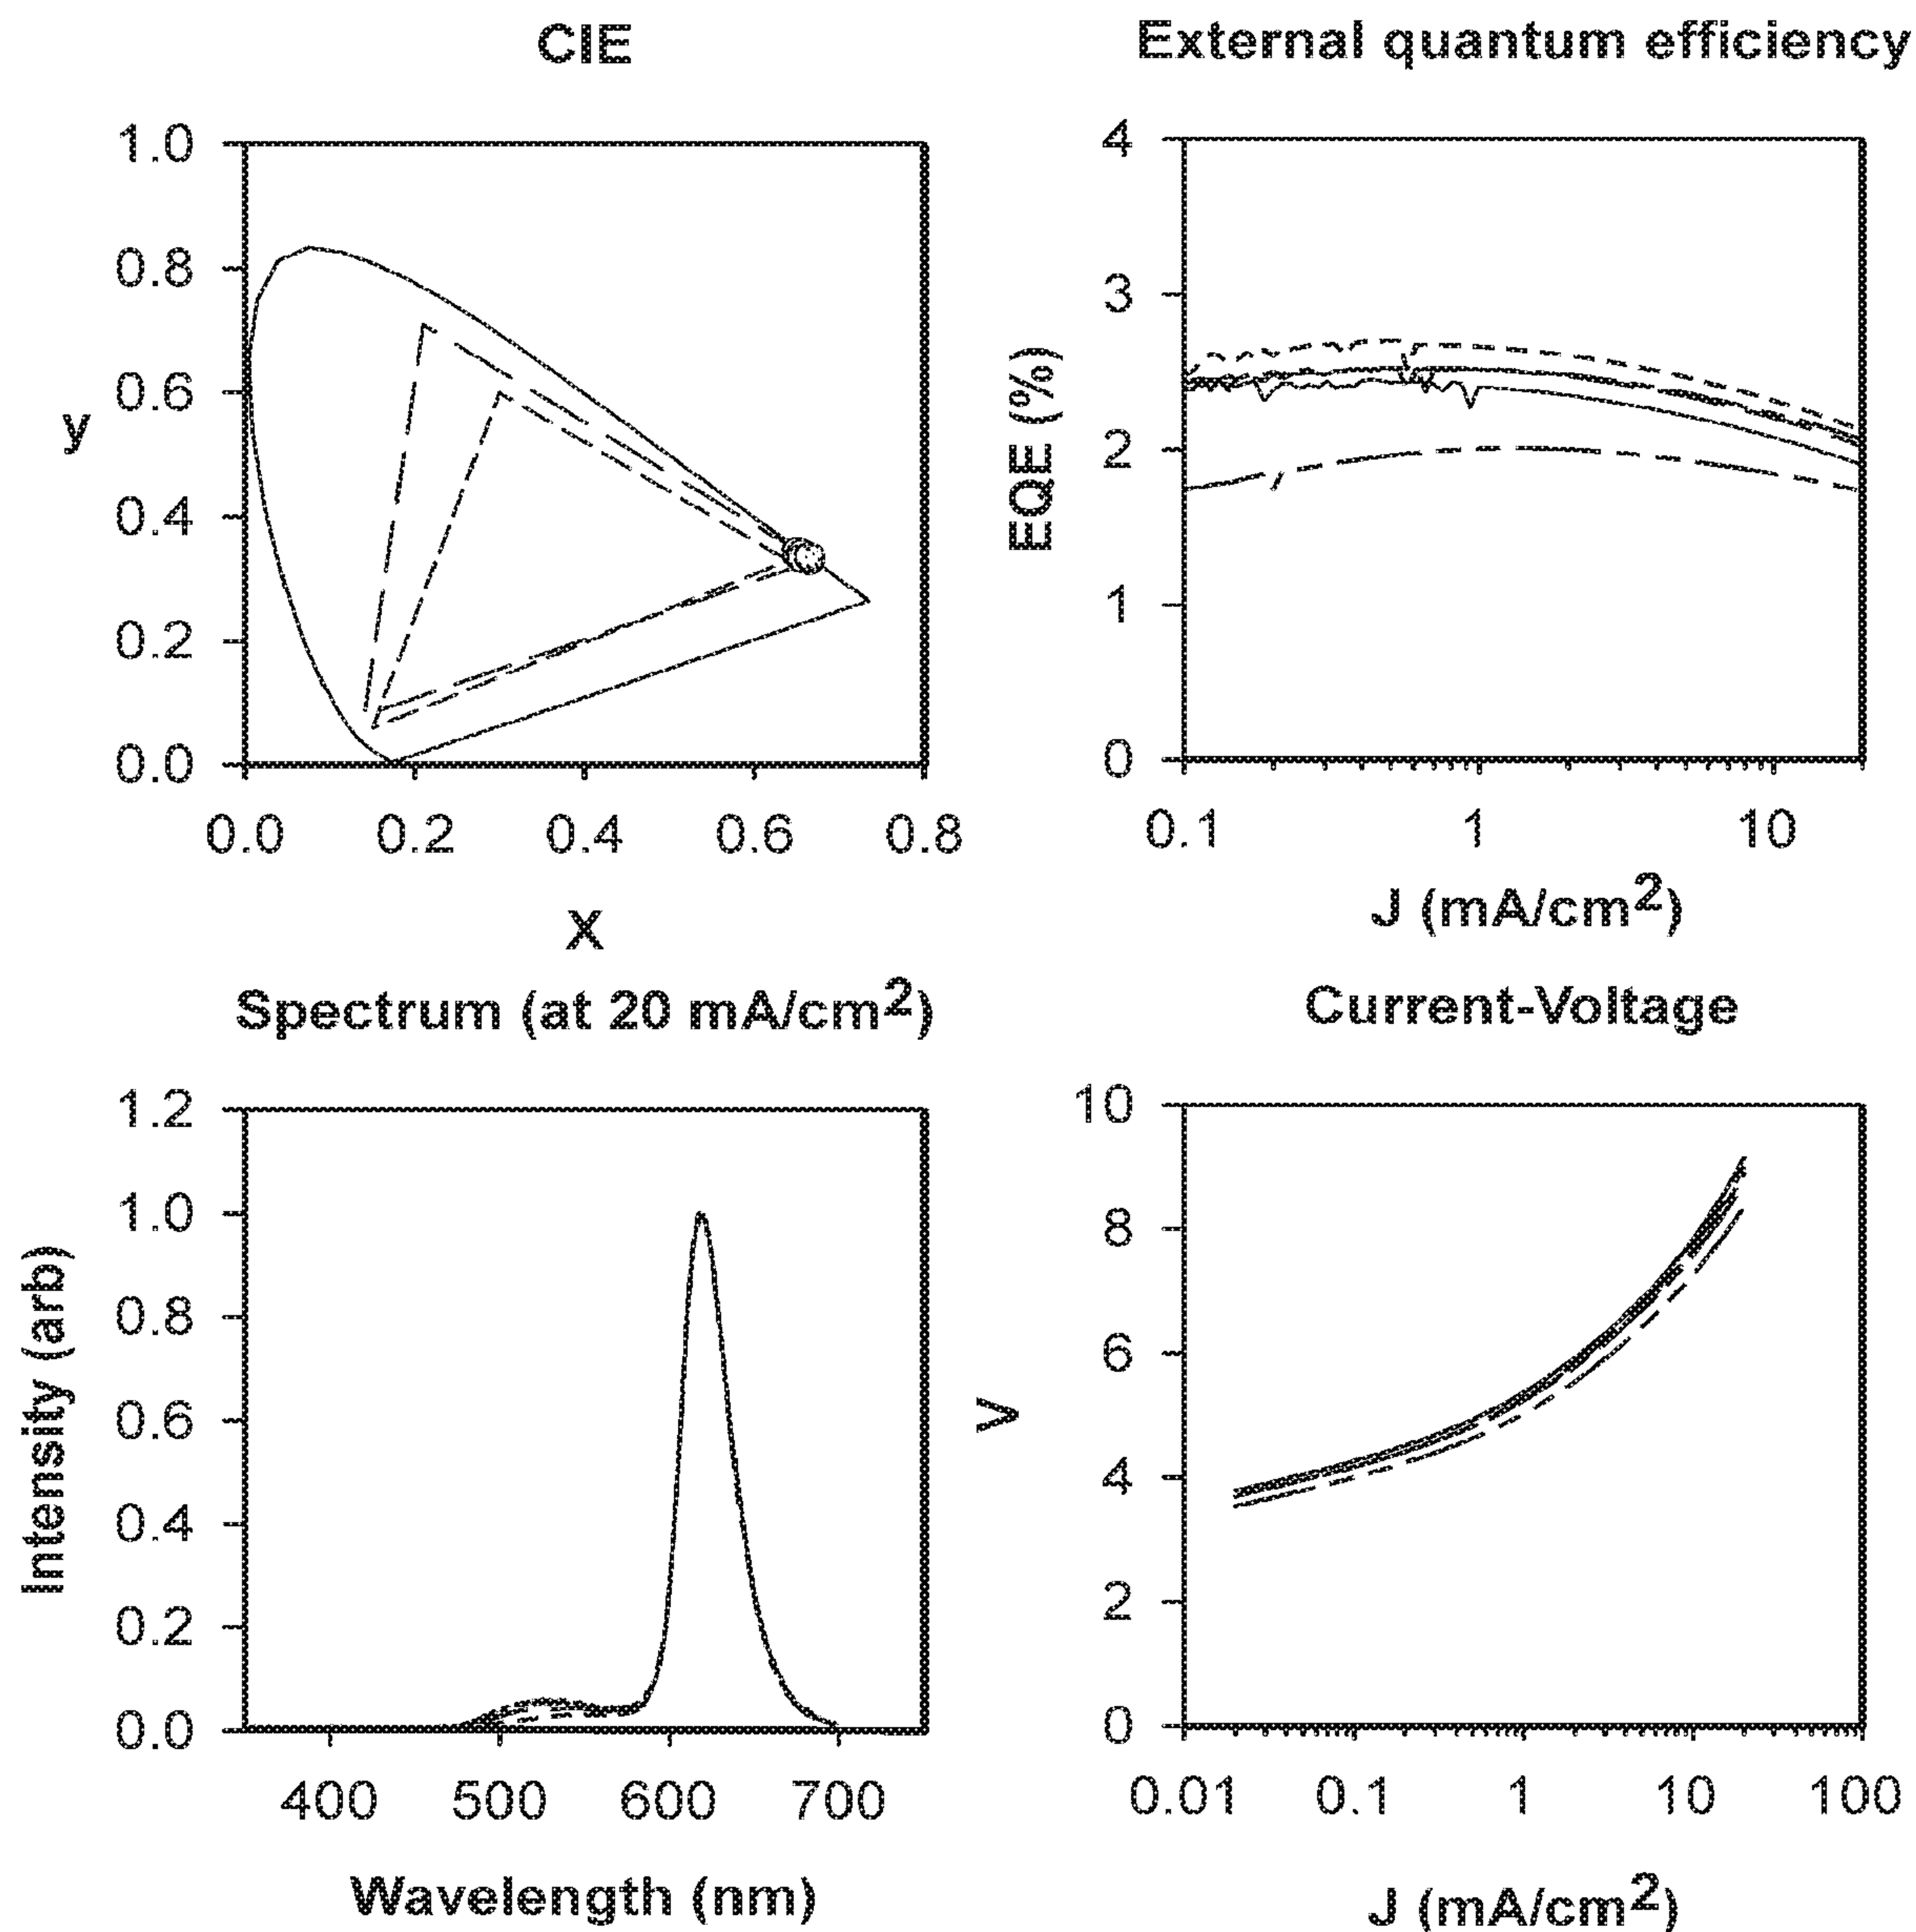 CIE
1.0
0.8
0.6
0.4
0.2
0.0
y
0.0 0.2 0.4 0.6 0.8
X
External quantum efficiency
4
3
2
1
0
EQE (%)
0.1 1 10
J (mA/cm²)
Spectrum (at 20 mA/cm²)
1.2
1.0
0.8
0.6
0.4
0.2
0.0
Intensity (arb)
400 500 600 700
Wavelength (nm)
Current-Voltage
10
8
6
4
2
0
V
0.01 0.1 1 10 100
J (mA/cm²)